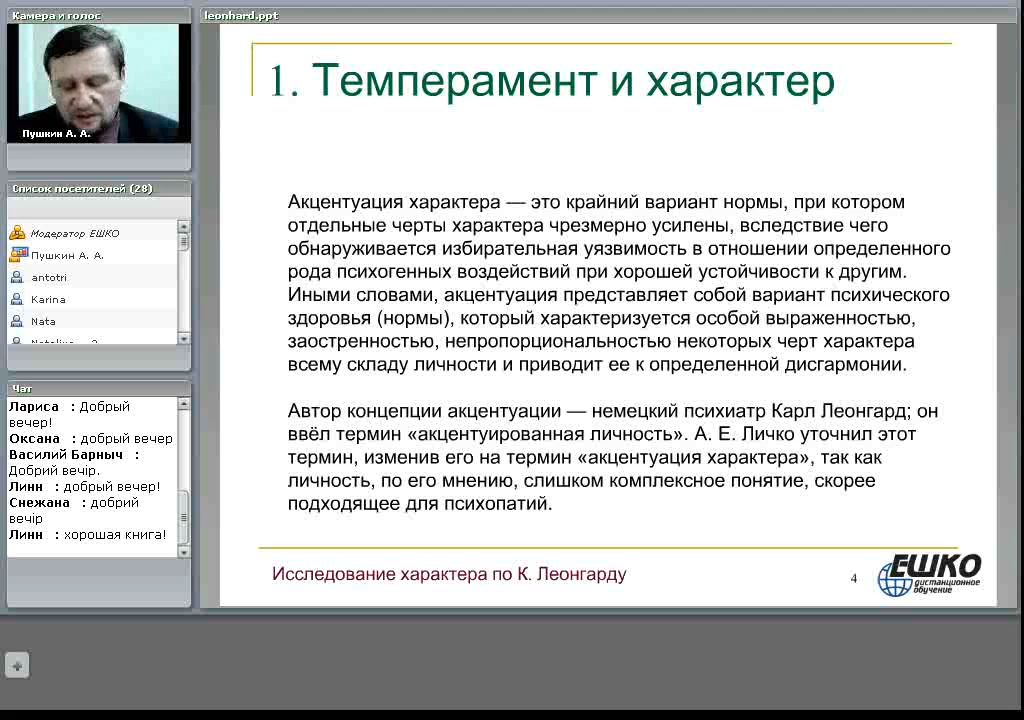 Камера и голос
Пушкин А. А.
Список посетителей (28)
Модератор ЕШКО
Пушкин А. А.
antotri
Karina
Nata
Чат
Лариса : Добрый
вечер!
Оксана : добрый вечер
Василий Барныч :
Добрий вечір.
Линн : добрый вечер!
Снежана : добрий
вечір
Линн : хорошая книга!
leonhard.ppt
1. Темперамент и характер
Акцентуация характера — это крайний вариант нормы, при котором
отдельные черты характера чрезмерно усилены, вследствие чего
обнаруживается избирательная уязвимость в отношении определенного
рода психогенных воздействий при хорошей устойчивости к другим.
Иными словами, акцентуация представляет собой вариант психического
здоровья (нормы), который характеризуется особой выраженностью,
заостренностью, непропорциональностью некоторых черт характера
всему складу личности и приводит ее к определенной дисгармонии.
Автор концепции акцентуации — немецкий психиатр Карл Леонгард; он
ввёл термин «акцентуированная личность». А. Е. Личко уточнил этот
термин, изменив его на термин «акцентуация характера», так как
личность, по его мнению, слишком комплексное понятие, скорее
подходящее для психопатий.
Исследование характера по К. Леонгарду
4
ЕШКО
дистанционное
обучение